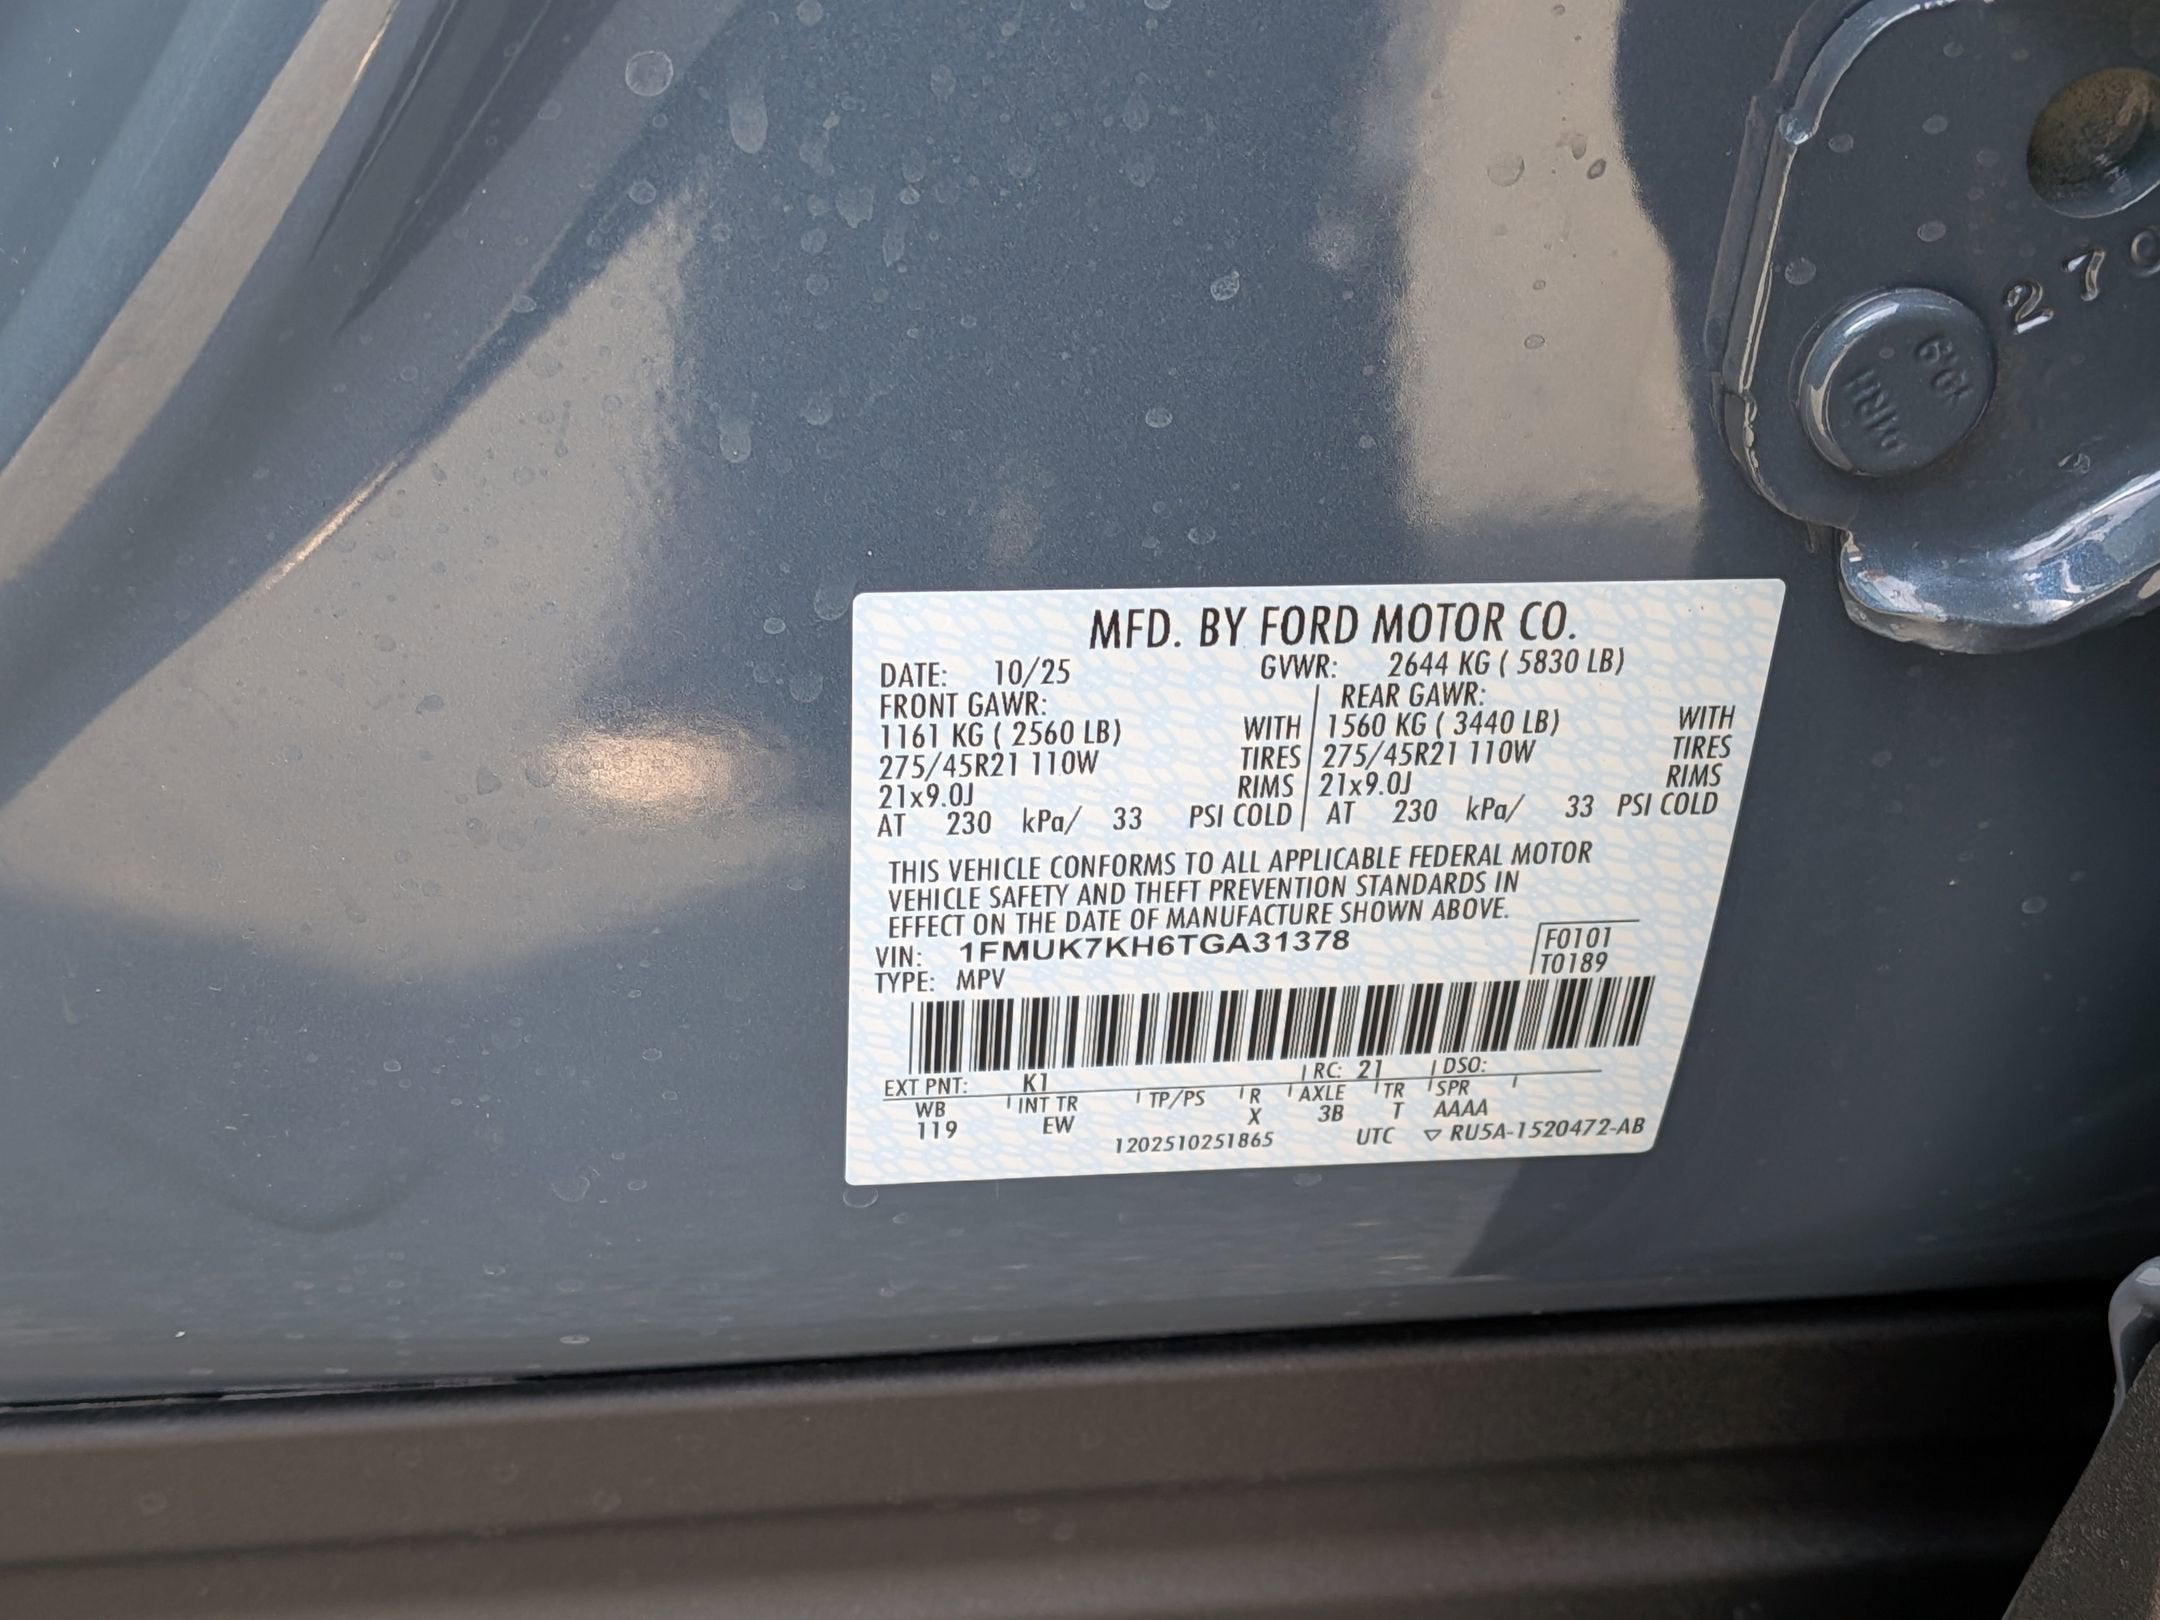 270
MFD. BY FORD MOTOR CO.
DATE: 10/25 GVWR: 2644 KG ( 5830 LB)
FRONT GAWR: REAR GAWR:
1161 KG ( 2560 LB) WITH 1560 KG ( 3440 LB) WITH
275/45R21 110W TIRES 275/45R21 110W TIRES
21x9.0J RIMS 21x9.0J RIMS
AT 230 kPa/ 33 PSI COLD AT 230 kPa/ 33 PSI COLD
THIS VEHICLE CONFORMS TO ALL APPLICABLE FEDERAL MOTOR
VEHICLE SAFETY AND THEFT PREVENTION STANDARDS IN
EFFECT ON THE DATE OF MANUFACTURE SHOWN ABOVE.
VIN: 1FMUK7KH6TGA31378 F0101
TYPE: MPV T0189
EXT PNT: K1 RC: 21 DSO:
WB INT TR TP/PS R AXLE TR SPR
119 EW X 3B T AAAA
1202510251865 UTC ▽ RU5A-1520472-AB